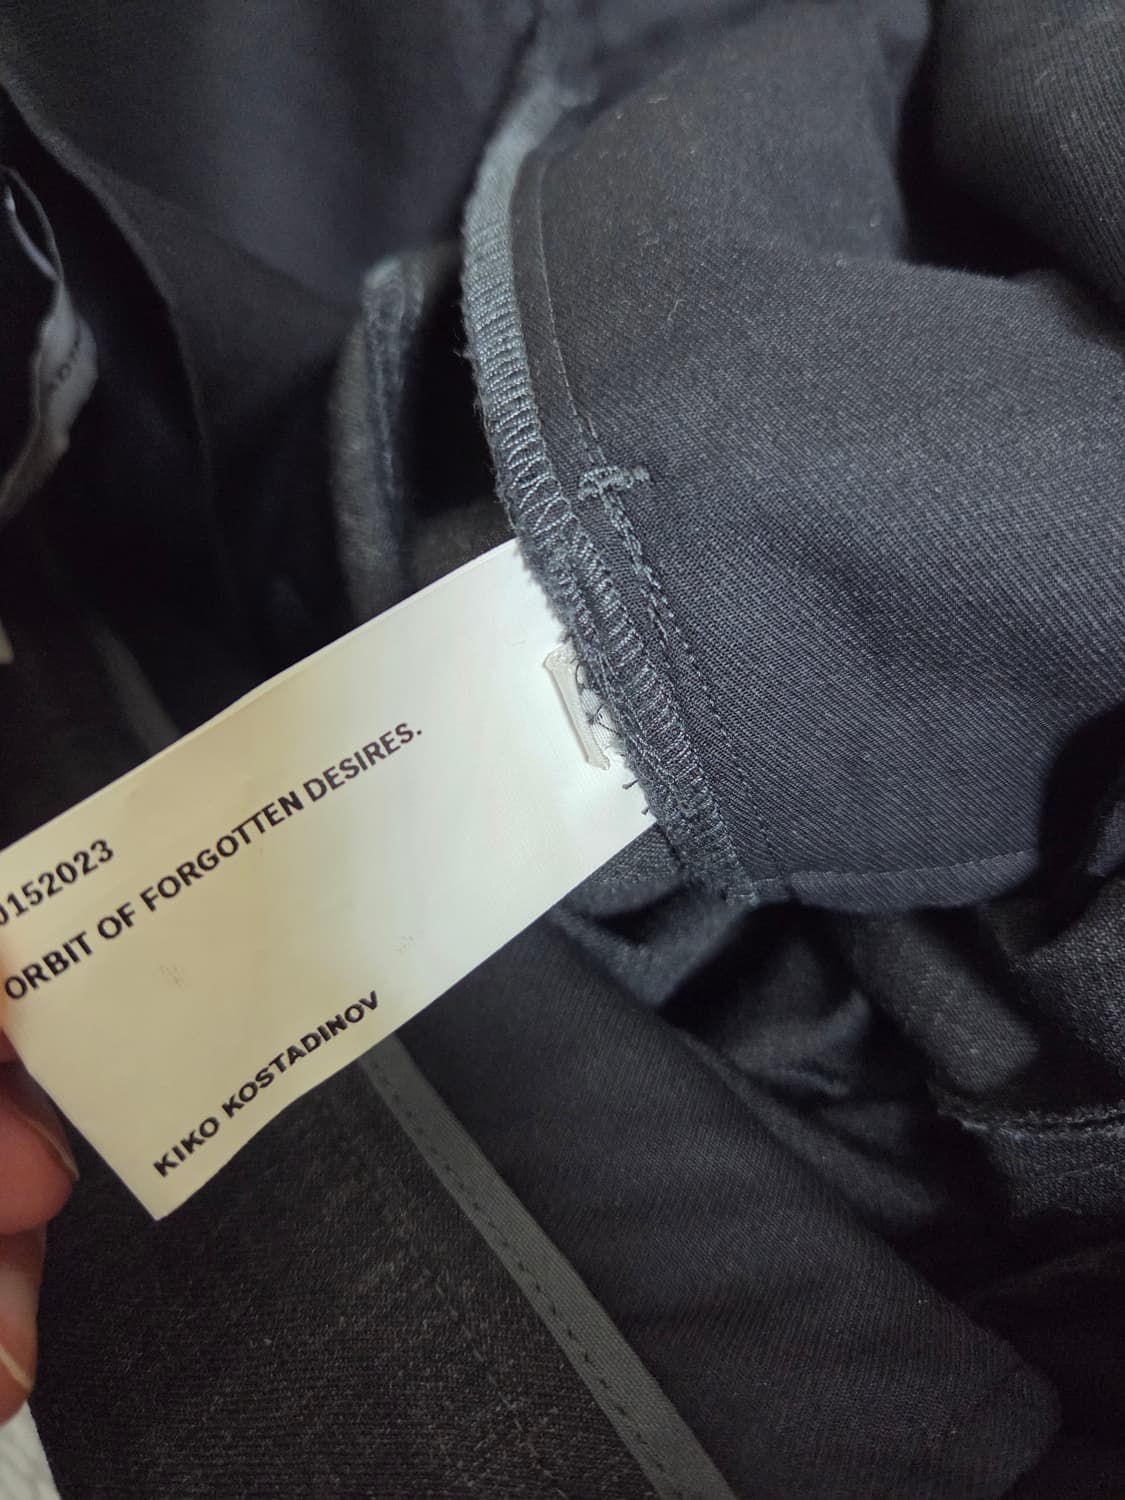 0152023
ORBIT OF FORGOTTEN DESIRES.
KIKO KOSTADINOV